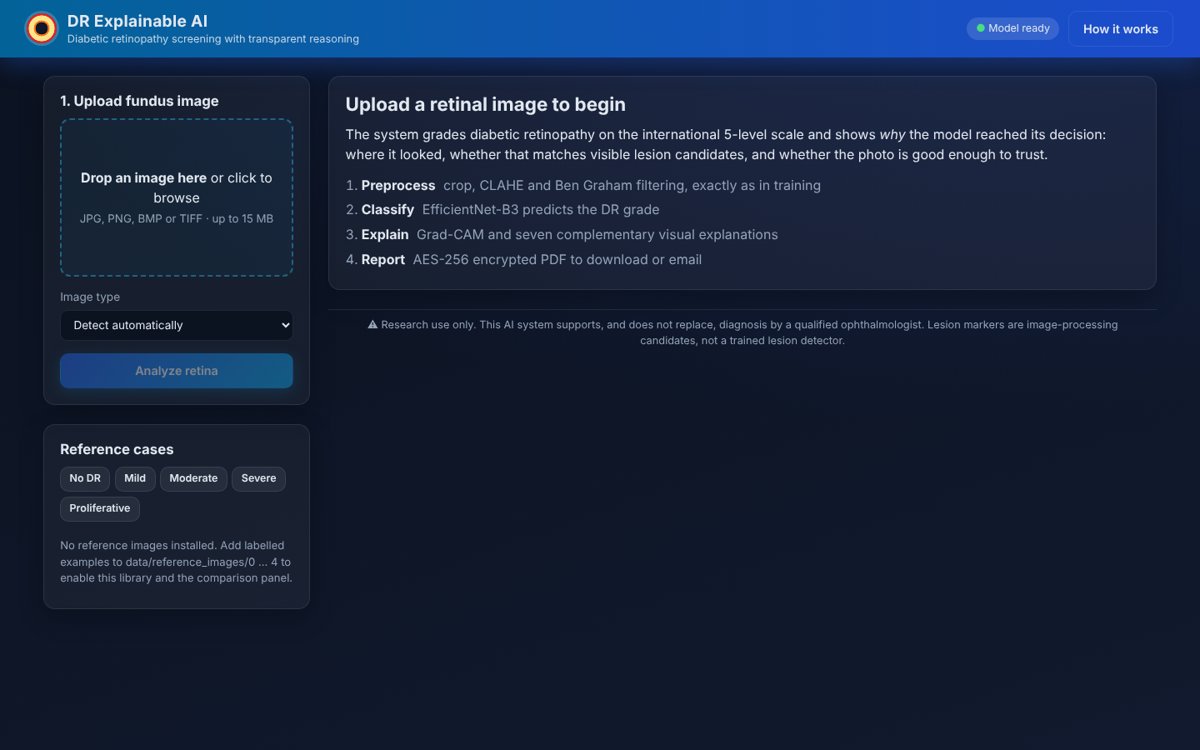 DR Explainable AI
Diabetic retinopathy screening with transparent reasoning
Model ready
How it works
1. Upload fundus image
Drop an image here or click to
browse
JPG, PNG, BMP or TIFF · up to 15 MB
Image type
Detect automatically
Analyze retina
Reference cases
No DR
Mild
Moderate
Severe
Proliferative
No reference images installed. Add labelled
examples to data/reference_images/0 … 4 to
enable this library and the comparison panel.
Upload a retinal image to begin
The system grades diabetic retinopathy on the international 5-level scale and shows why the model reached its decision:
where it looked, whether that matches visible lesion candidates, and whether the photo is good enough to trust.
1. Preprocess crop, CLAHE and Ben Graham filtering, exactly as in training
2. Classify EfficientNet-B3 predicts the DR grade
3. Explain Grad-CAM and seven complementary visual explanations
4. Report AES-256 encrypted PDF to download or email
⚠ Research use only. This AI system supports, and does not replace, diagnosis by a qualified ophthalmologist. Lesion markers are image-processing
candidates, not a trained lesion detector.